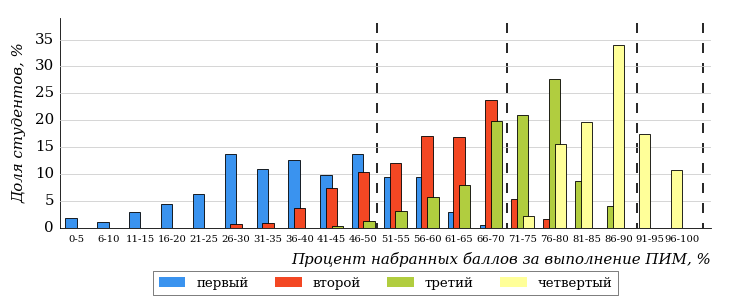 Доля студентов, %
35
30
25
20
15
10
5
0
0-5 6-10 11-15 16-20 21-25 26-30 31-35 36-40 41-45 46-50 51-55 56-60 61-65 66-70 71-75 76-80 81-85 86-90 91-95 96-100
Процент набранных баллов за выполнение ПИМ, %
первый второй третий четвертый